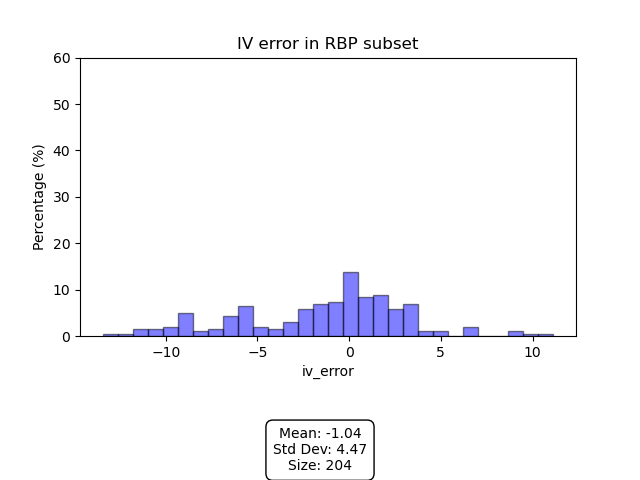 IV error in RBP subset
60
50
40
30
20
10
0
Percentage (%)
−10
−5
0
5
10
iv_error
Mean: -1.04
Std Dev: 4.47
Size: 204